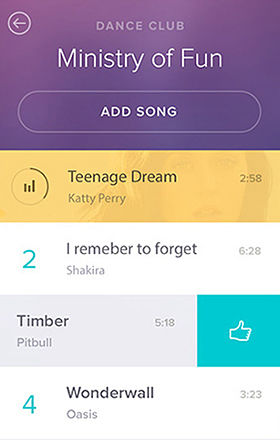 DANCE CLUB
Ministry of Fun
ADD SONG
Teenage Dream 2:58
Katty Perry
2 I remeber to forget 6:28
Shakira
Timber 5:18
Pitbull
4 Wonderwall 3:23
Oasis